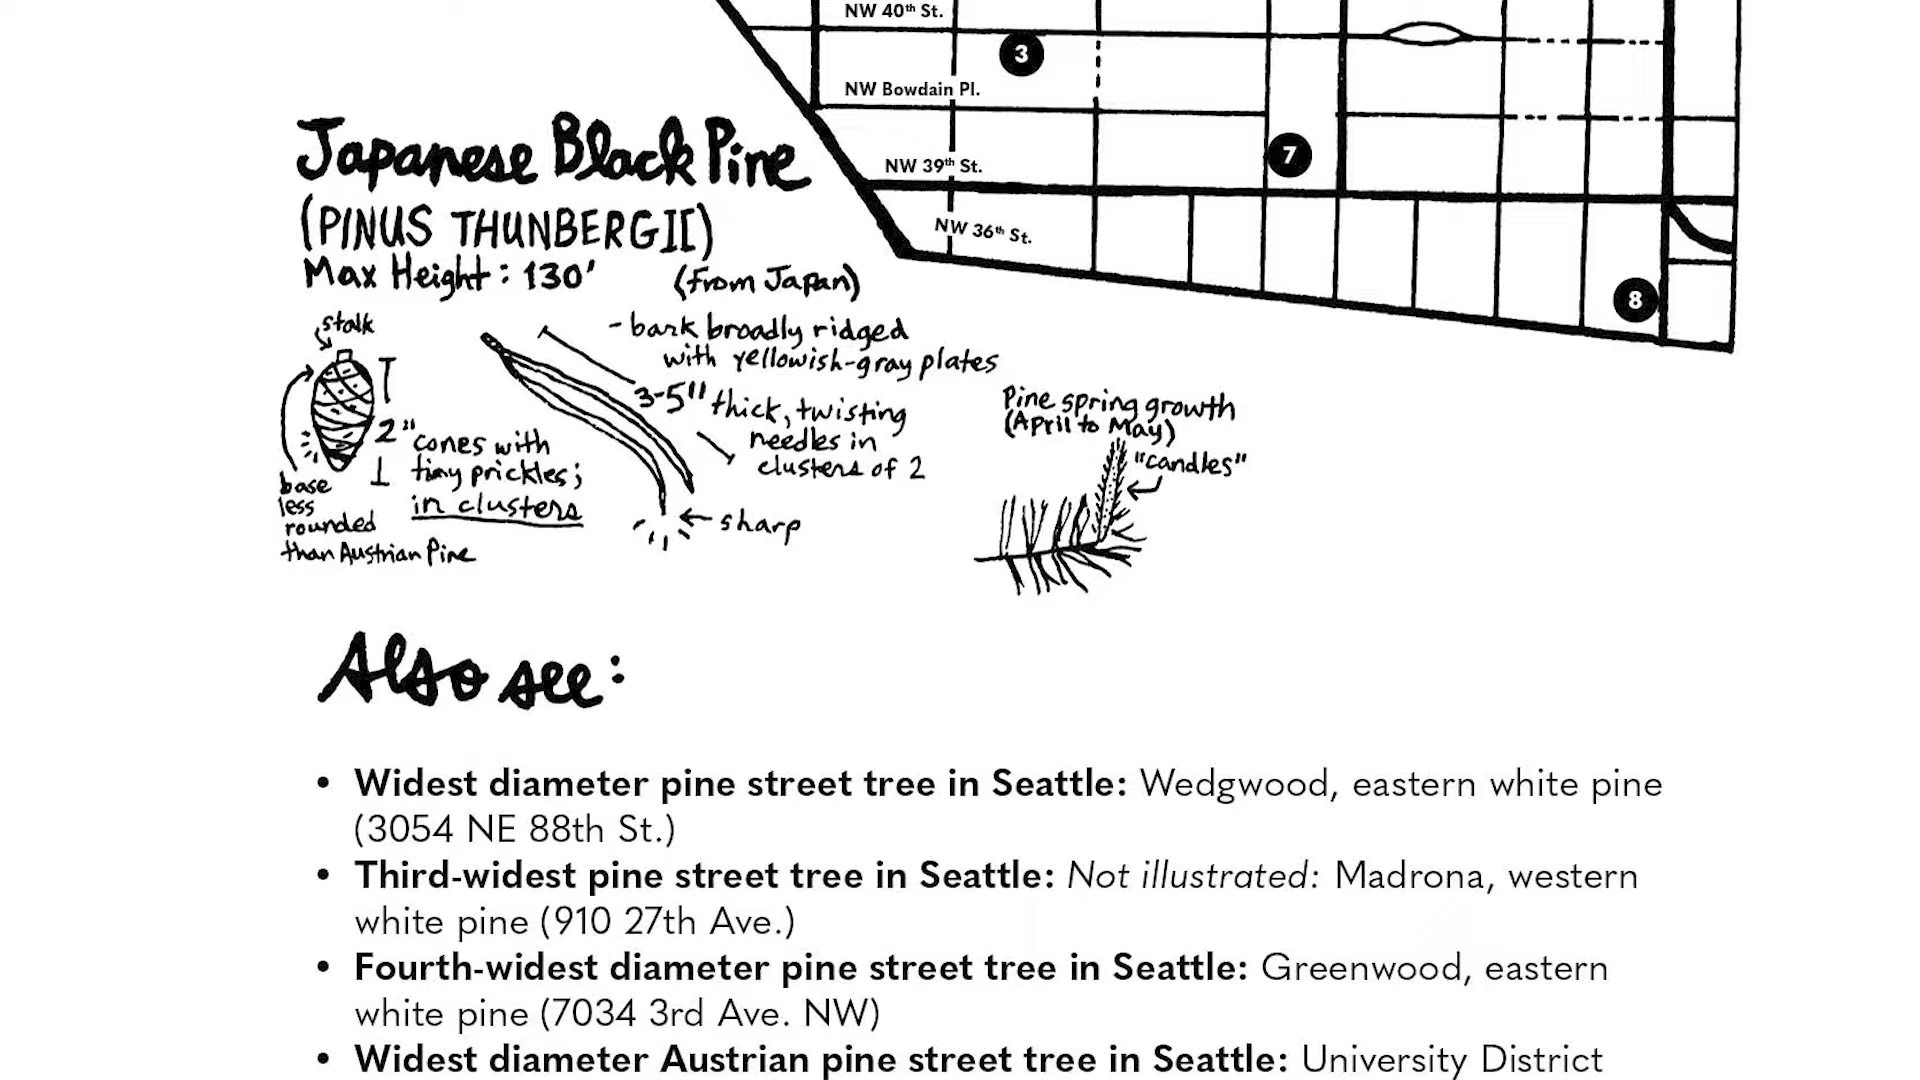 NW 40th St.
3
NW Bowdain Pl.
7
NW 39th St.
NW 36th St.
8
Japanese Black Pine
(PINUS THUNBERGII)
Max Height: 130'
(from Japan)
stalk
2"
cones with
tiny prickles;
in clusters
base
less
rounded
than Austrian Pine
- bark broadly ridged
with yellowish-gray plates
3-5" thick, twisting
needles in
clusters of 2
sharp
Pine spring growth
(April to May)
"candles"
Also see:
• Widest diameter pine street tree in Seattle: Wedgwood, eastern white pine
(3054 NE 88th St.)
• Third-widest pine street tree in Seattle: Not illustrated: Madrona, western
white pine (910 27th Ave.)
• Fourth-widest diameter pine street tree in Seattle: Greenwood, eastern
white pine (7034 3rd Ave. NW)
• Widest diameter Austrian pine street tree in Seattle: University District